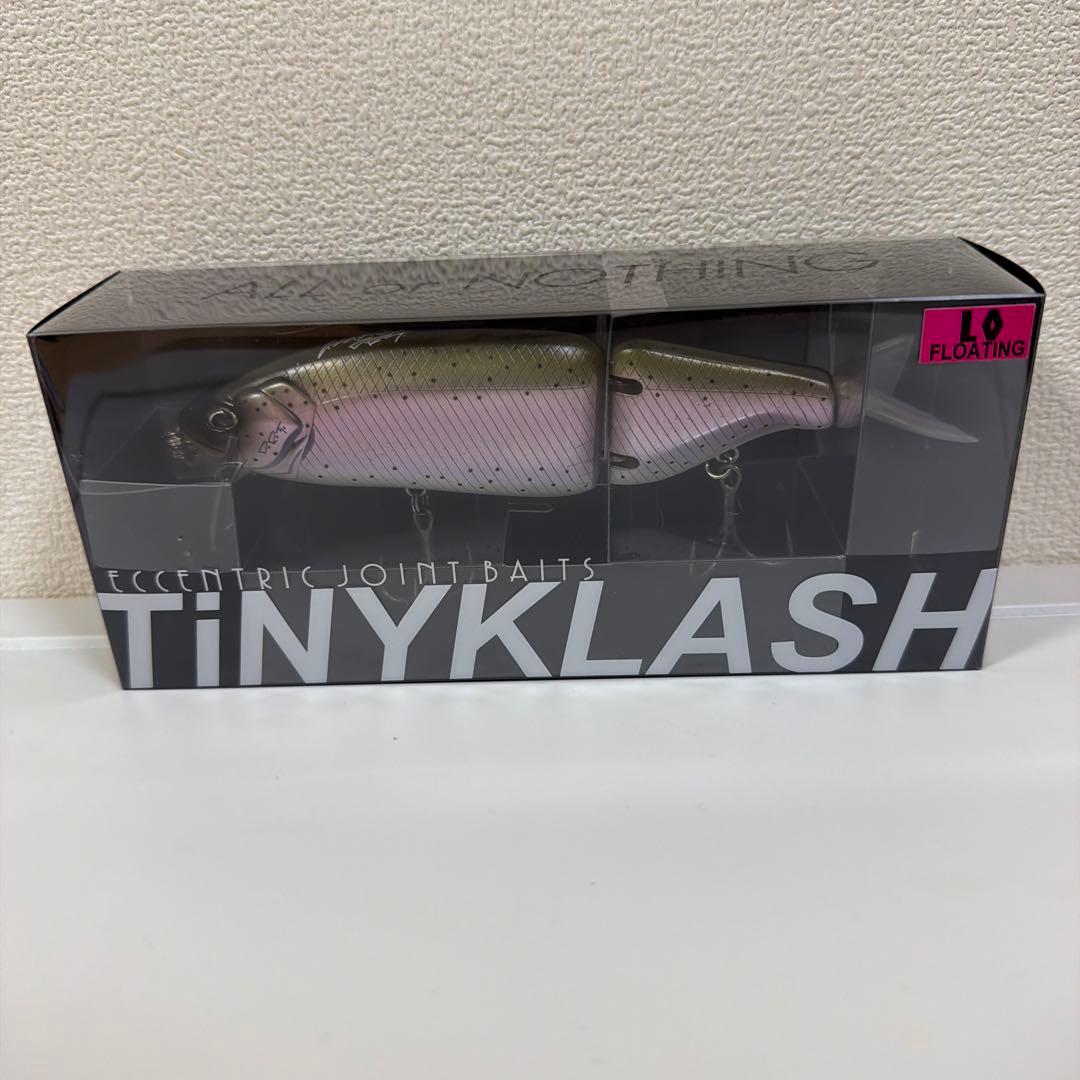 ALL or NOTHING
LO
FLOATING
D.R.T.
ECCENTRIC JOINT BAITS
TiNYKLASH